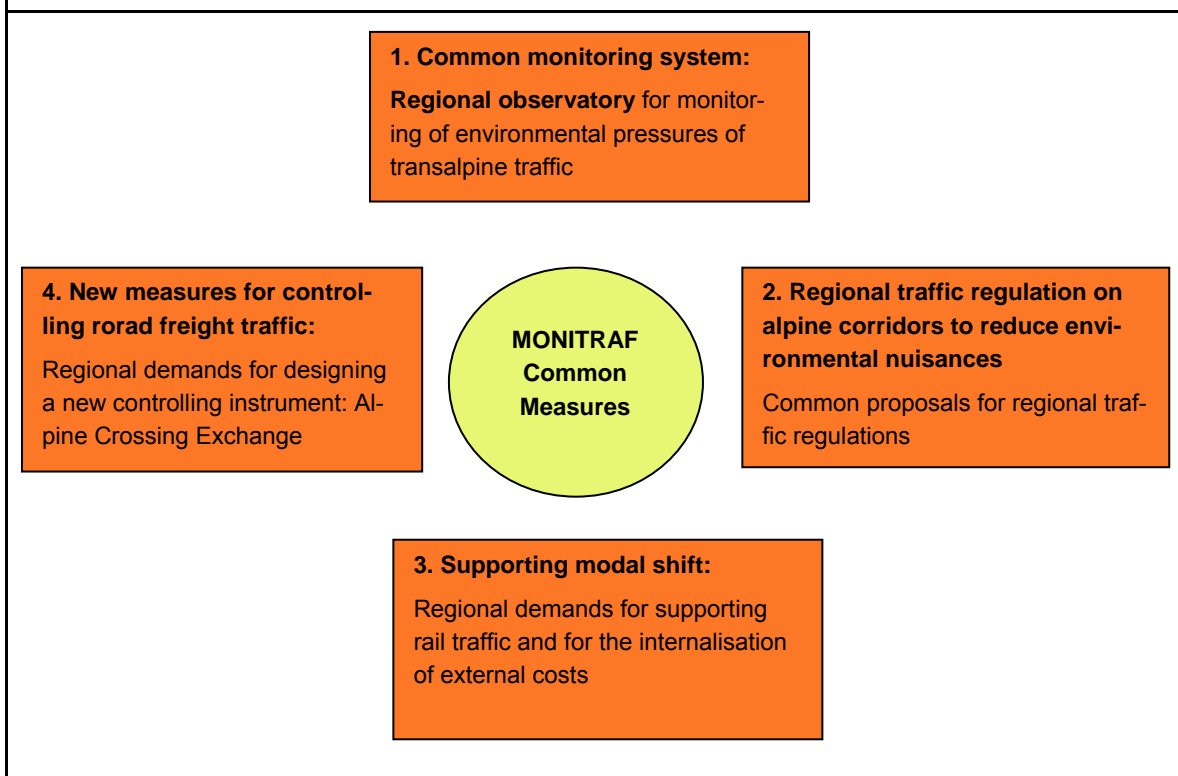 1. Common monitoring system:
Regional observatory for monitor-
ing of environmental pressures of
transalpine traffic
4. New measures for control-
ling rorad freight traffic:
Regional demands for designing
a new controlling instrument: Al-
pine Crossing Exchange
MONITRAF
Common
Measures
2. Regional traffic regulation on
alpine corridors to reduce envi-
ronmental nuisances
Common proposals for regional traf-
fic regulations
3. Supporting modal shift:
Regional demands for supporting
rail traffic and for the internalisation
of external costs